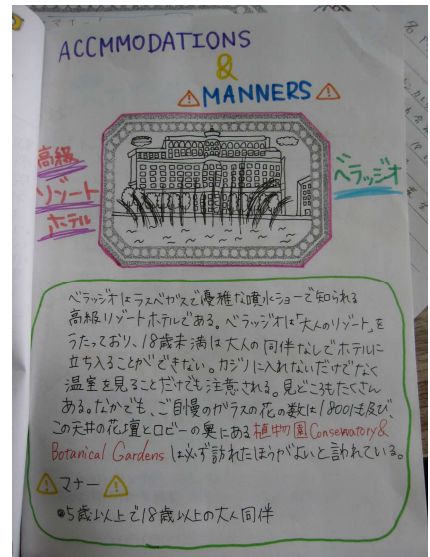 ACCMMODATIONS
&
⚠MANNERS⚠
高級
リゾート
ホテル
ベラッジオ
ベラッジオはラスベガスで優雅な噴水ショーで知られる
高級リゾートホテルである。ベラッジオは「大人のリゾート」を
うたっており、18歳未満は大人の同伴なしでホテルに
立ち入ることができない。カジノに入れないだけでなく
温室を見ることだけでも注意される。見どころもたくさん
ある。なかでも、ご自慢のガラスの花の数は1800にも及び、
この天井の花壇とロビーの奥にある植物園Conservatory&
Botanical Gardens は必ず訪れたほうがよいと言われている。
⚠マナー⚠
●5歳以上で18歳以上の大人同伴